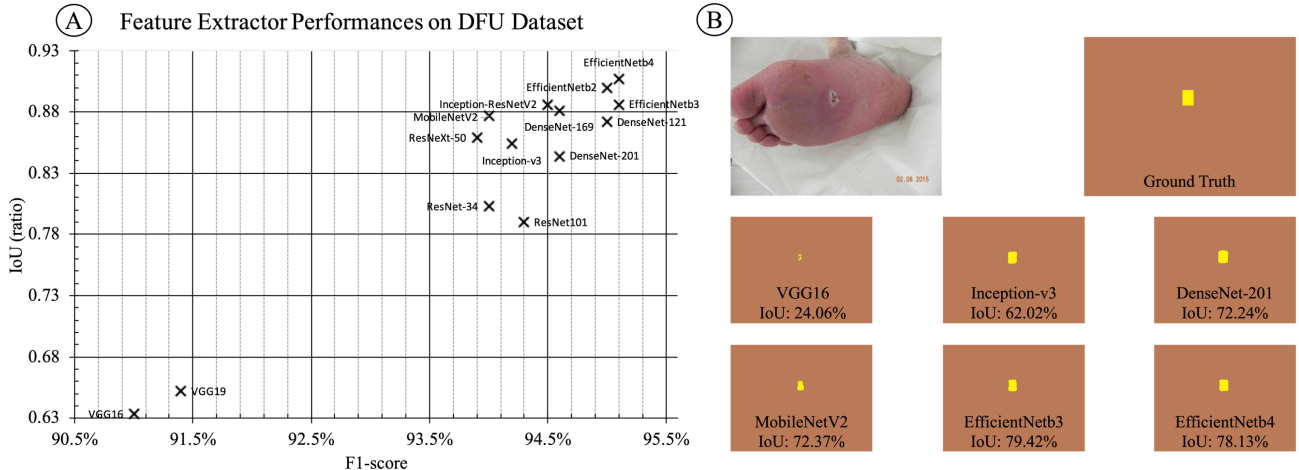 A Feature Extractor Performances on DFU Dataset
0.93
0.88
0.83
0.78
0.73
0.68
0.63
IoU (ratio)
EfficientNetb4
EfficientNetb2
Inception-ResNetV2
EfficientNetb3
MobileNetV2
DenseNet-169
DenseNet-121
ResNeXt-50
Inception-v3
DenseNet-201
ResNet-34
ResNet101
VGG19
VGG16
90.5% 91.5% 92.5% 93.5% 94.5% 95.5%
F1-score
B
02.08.2015
Ground Truth
VGG16
IoU: 24.06%
Inception-v3
IoU: 62.02%
DenseNet-201
IoU: 72.24%
MobileNetV2
IoU: 72.37%
EfficientNetb3
IoU: 79.42%
EfficientNetb4
IoU: 78.13%